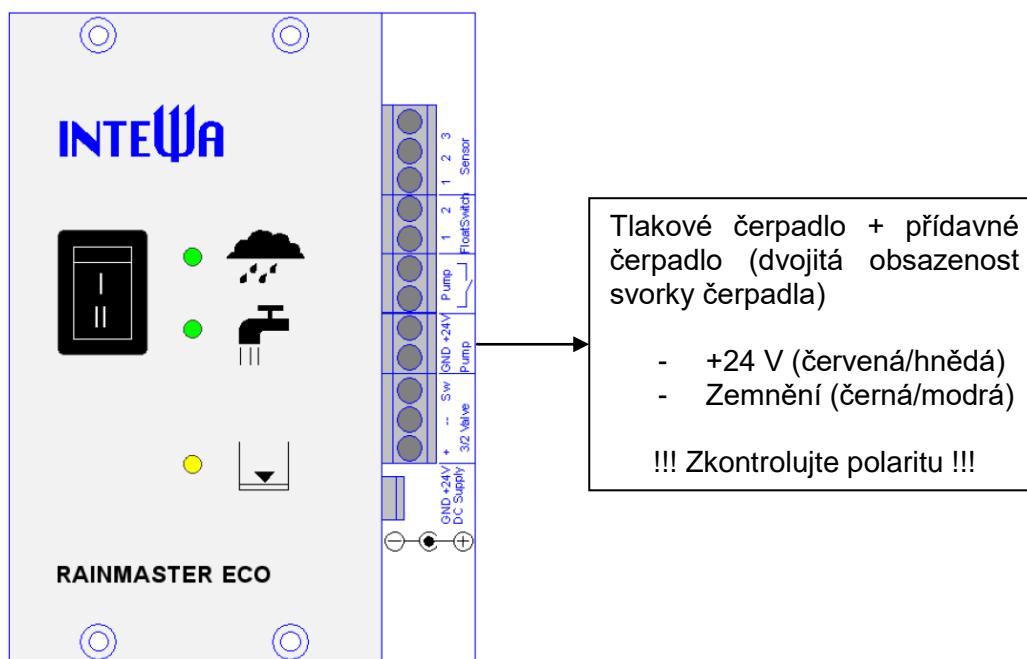 INTEWA
I
II
RAINMASTER ECO
1 2 3
Sensor
1 2
FloatSwitch
Pump
GND +24V
Pump
+ -- Sw
3/2 Valve
GND +24V
DC Supply
Tlakové čerpadlo + přídavné
čerpadlo (dvojitá obsazenost
svorky čerpadla)
- +24 V (červená/hnědá)
- Zemnění (černá/modrá)
!!! Zkontrolujte polaritu !!!